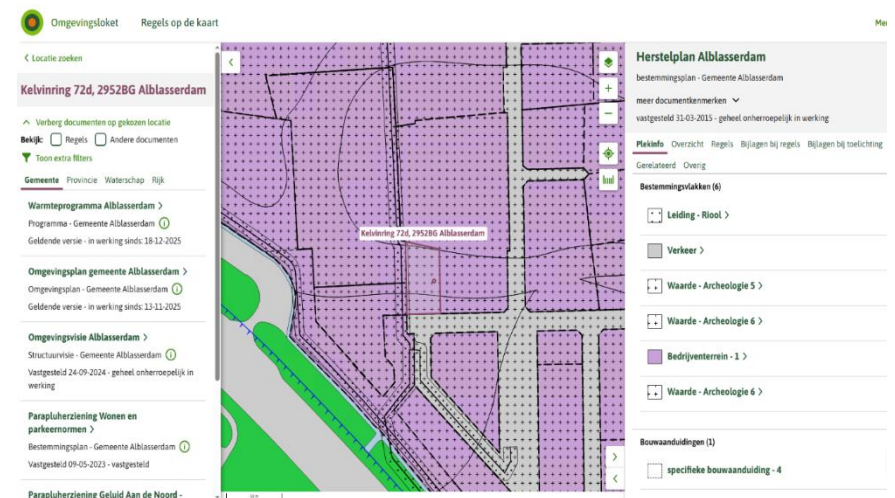 Omgevingsloket
Regels op de kaart
Locatie zoeken
Kelvinring 72d, 2952BG Alblasserdam
Verberg documenten op gekozen locatie
Bekijk: Regels Andere documenten
Toon extra filters
Gemeente Provincie Waterschap Rijk
Warmteprogramma Alblasserdam >
Programma - Gemeente Alblasserdam
Geldende versie - in werking sinds: 18-12-2025
Omgevingsplan gemeente Alblasserdam >
Omgevingsplan - Gemeente Alblasserdam
Geldende versie - in werking sinds: 13-11-2025
Omgevingsvisie Alblasserdam >
Structuurvisie - Gemeente Alblasserdam
Vastgesteld 24-09-2024 - geheel onherroepelijk in
werking
Parapluherziening Wonen en
parkeernormen >
Bestemmingsplan - Gemeente Alblasserdam
Vastgesteld 09-05-2023 - vastgesteld
Parapluherziening Geluid Aan de Noord -
Kelvinring 72d, 2952BG Alblasserdam
Herstelplan Alblasserdam
bestemmingsplan - Gemeente Alblasserdam
meer documentkenmerken
vastgesteld 31-03-2015 - geheel onherroepelijk in werking
Plekinfo Overzicht Regels Bijlagen bij regels Bijlagen bij toelichting
Gerelateerd Overig
Bestemmingsvlakken (6)
Leiding - Riool >
Verkeer >
Waarde - Archeologie 5 >
Waarde - Archeologie 6 >
Bedrijventerrein - 1 >
Waarde - Archeologie 6 >
Bouwaanduidingen (1)
specifieke bouwaanduiding - 4